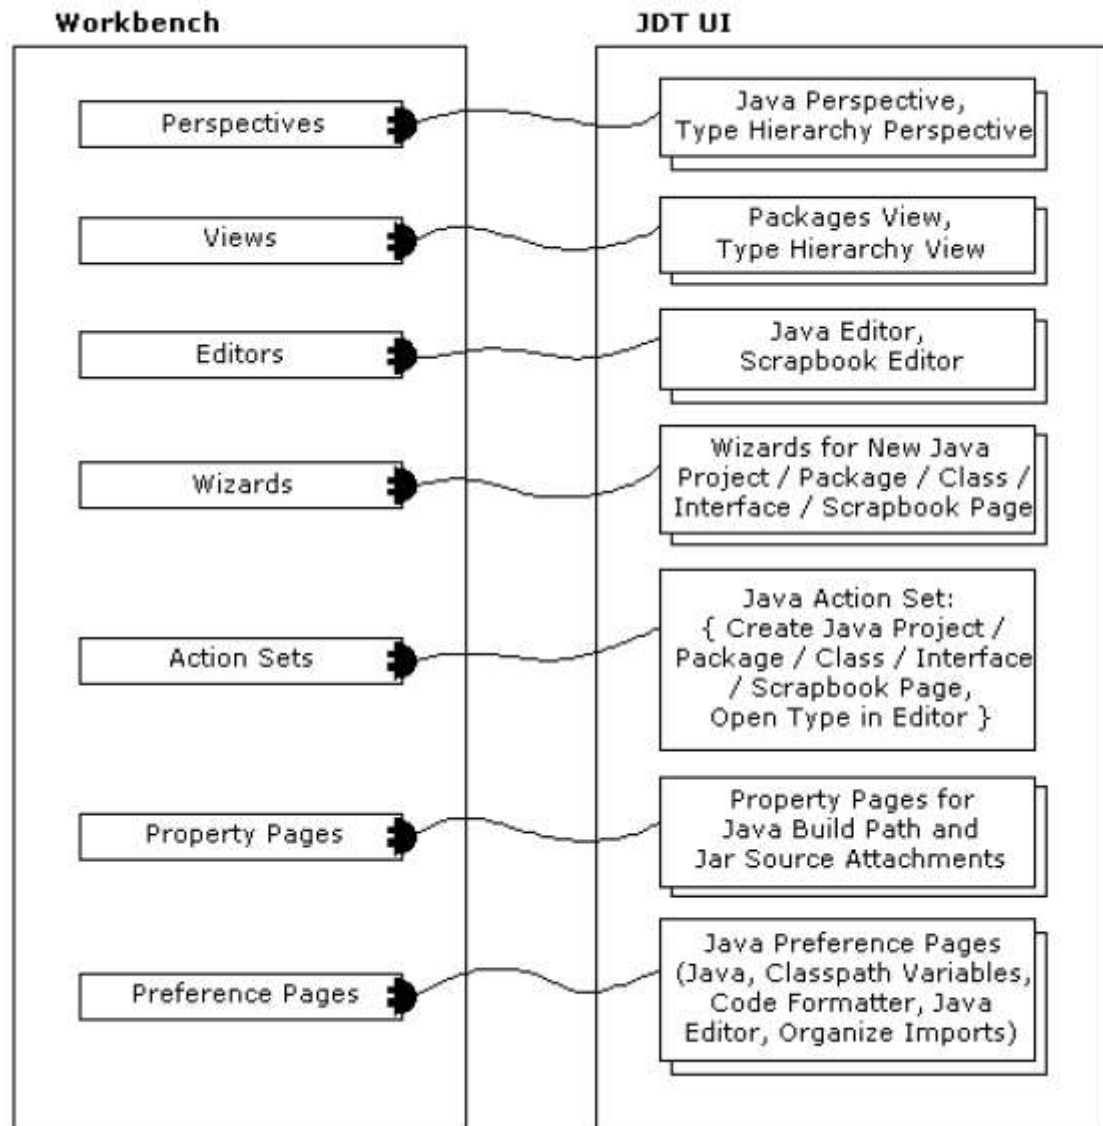 Workbench
JDT UI
Perspectives
Java Perspective,
Type Hierarchy Perspective
Views
Packages View,
Type Hierarchy View
Editors
Java Editor,
Scrapbook Editor
Wizards
Wizards for New Java
Project / Package / Class /
Interface / Scrapbook Page
Action Sets
Java Action Set:
{ Create Java Project /
Package / Class / Interface
/ Scrapbook Page,
Open Type in Editor }
Property Pages
Property Pages for
Java Build Path and
Jar Source Attachments
Preference Pages
Java Preference Pages
(Java, Classpath Variables,
Code Formatter, Java
Editor, Organize Imports)